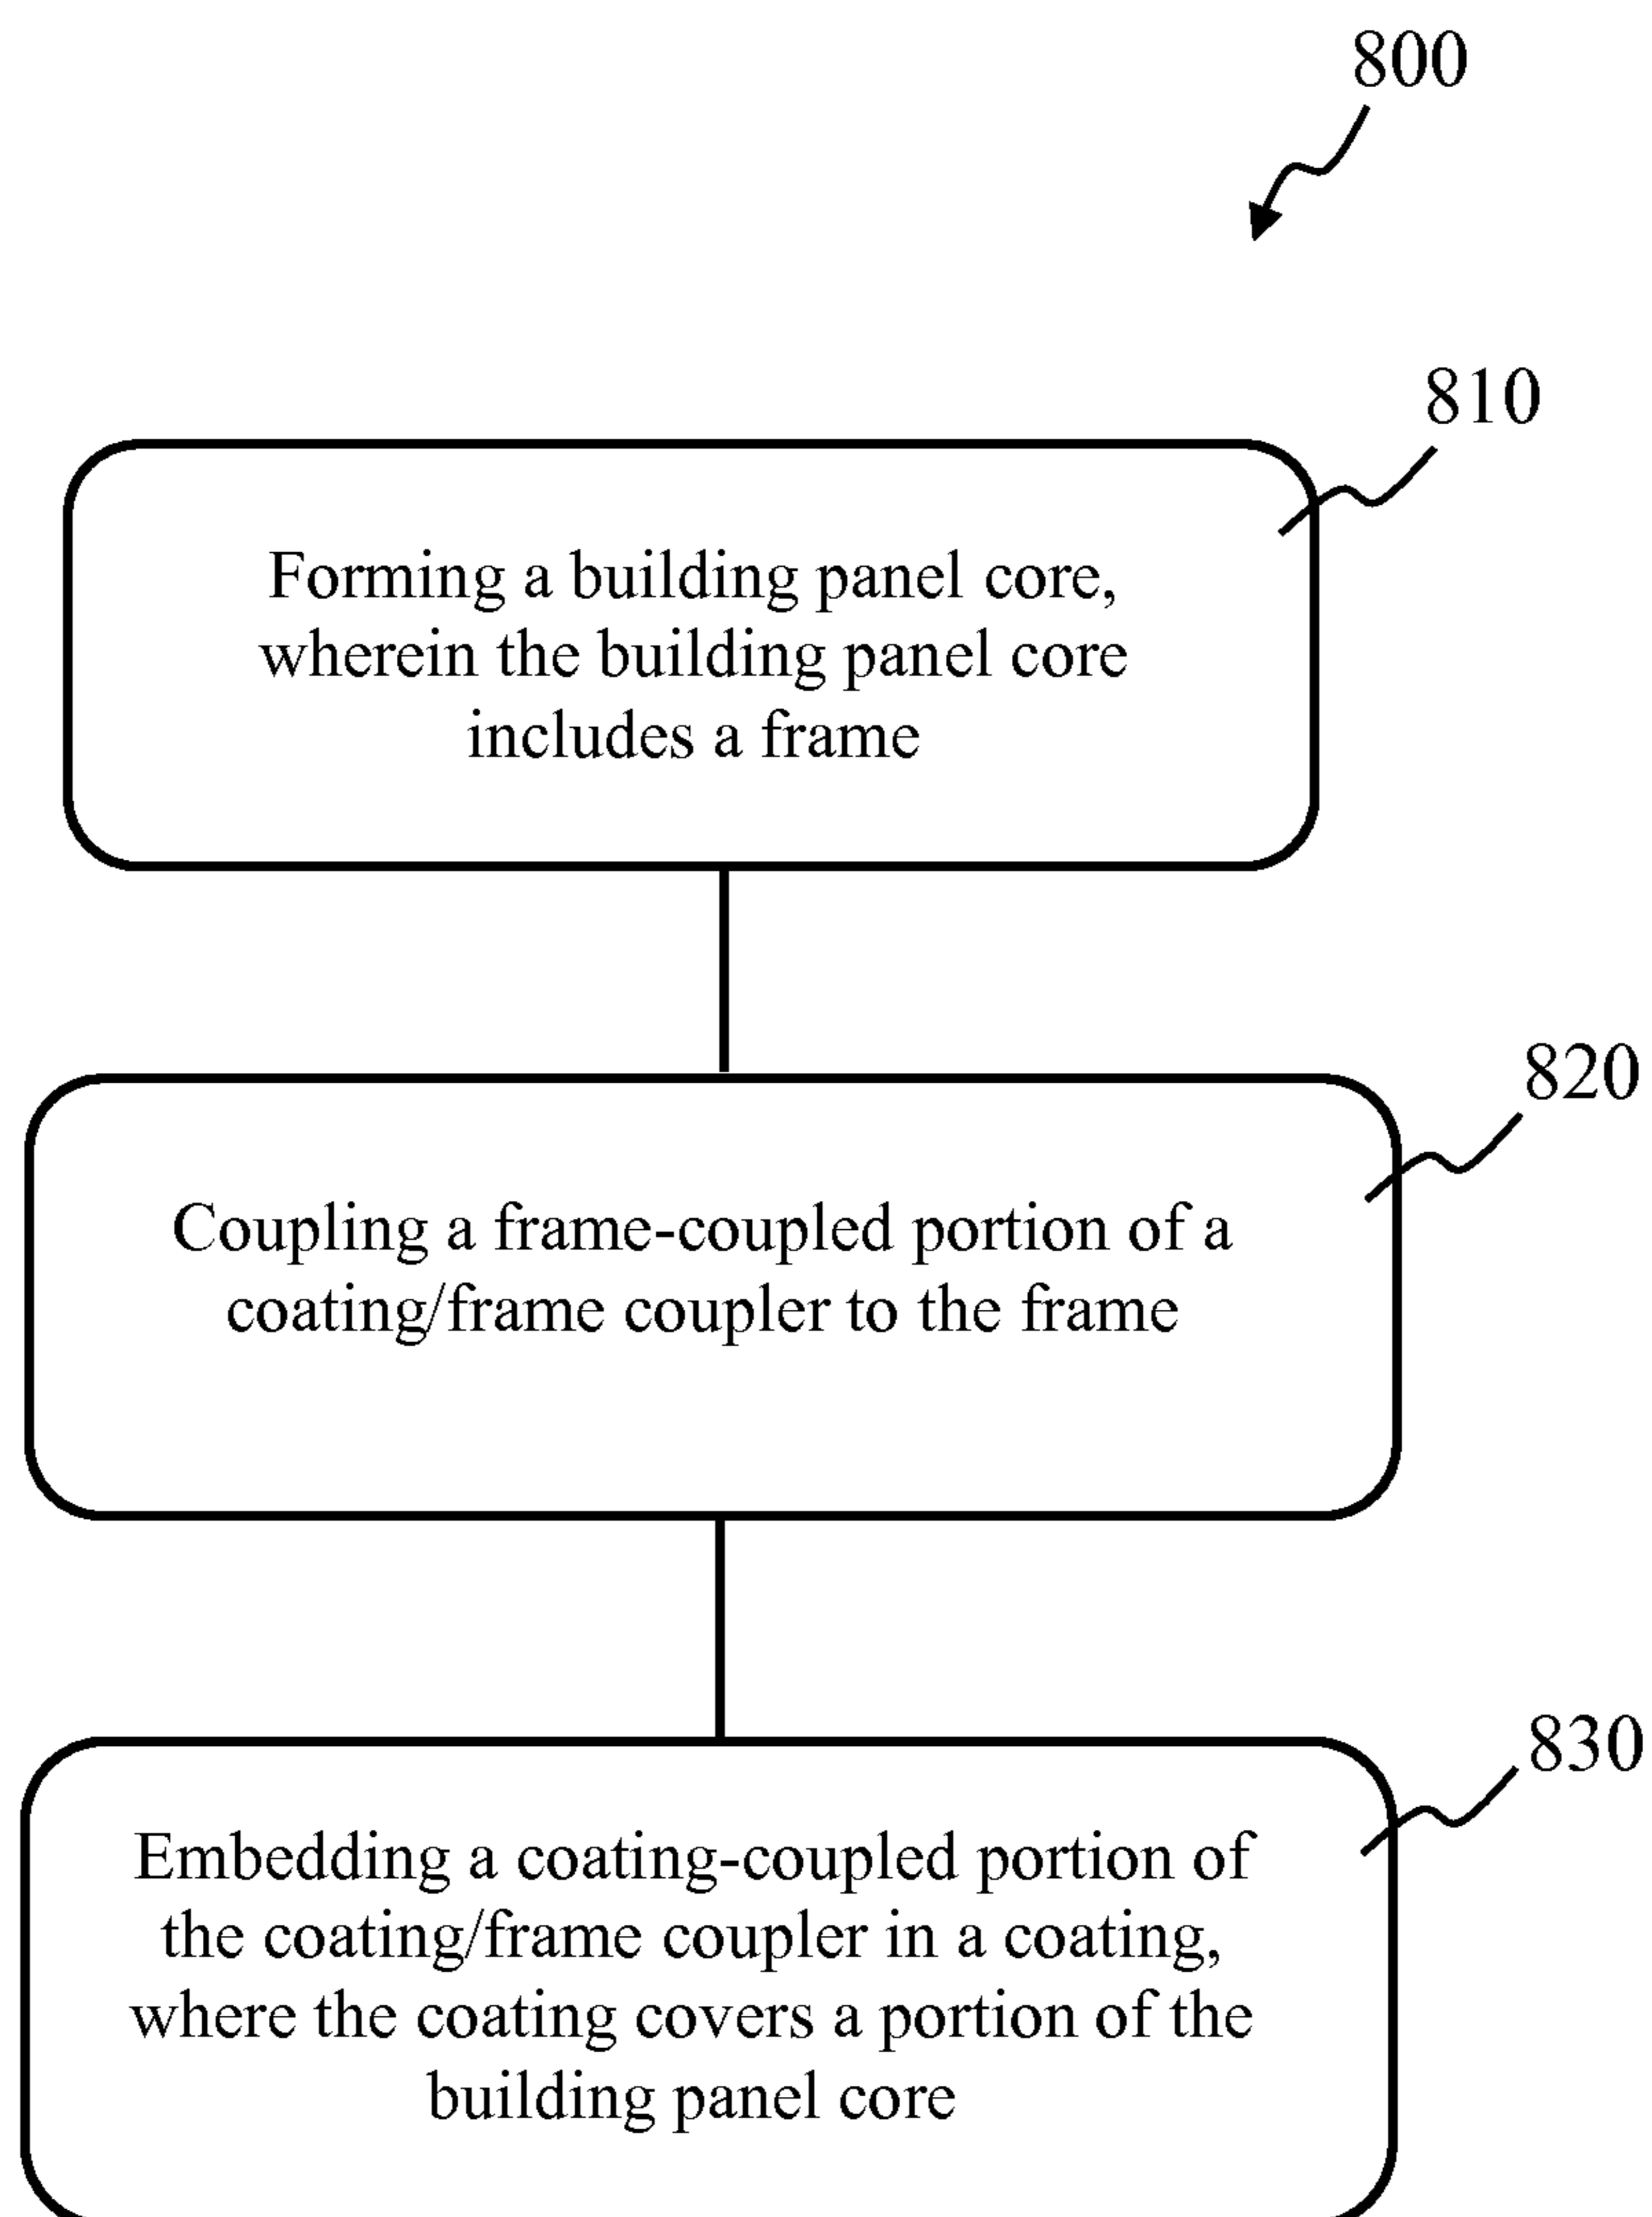 800
810
Forming a building panel core,
wherein the building panel core
includes a frame
820
Coupling a frame-coupled portion of a
coating/frame coupler to the frame
830
Embedding a coating-coupled portion of
the coating/frame coupler in a coating,
where the coating covers a portion of the
building panel core